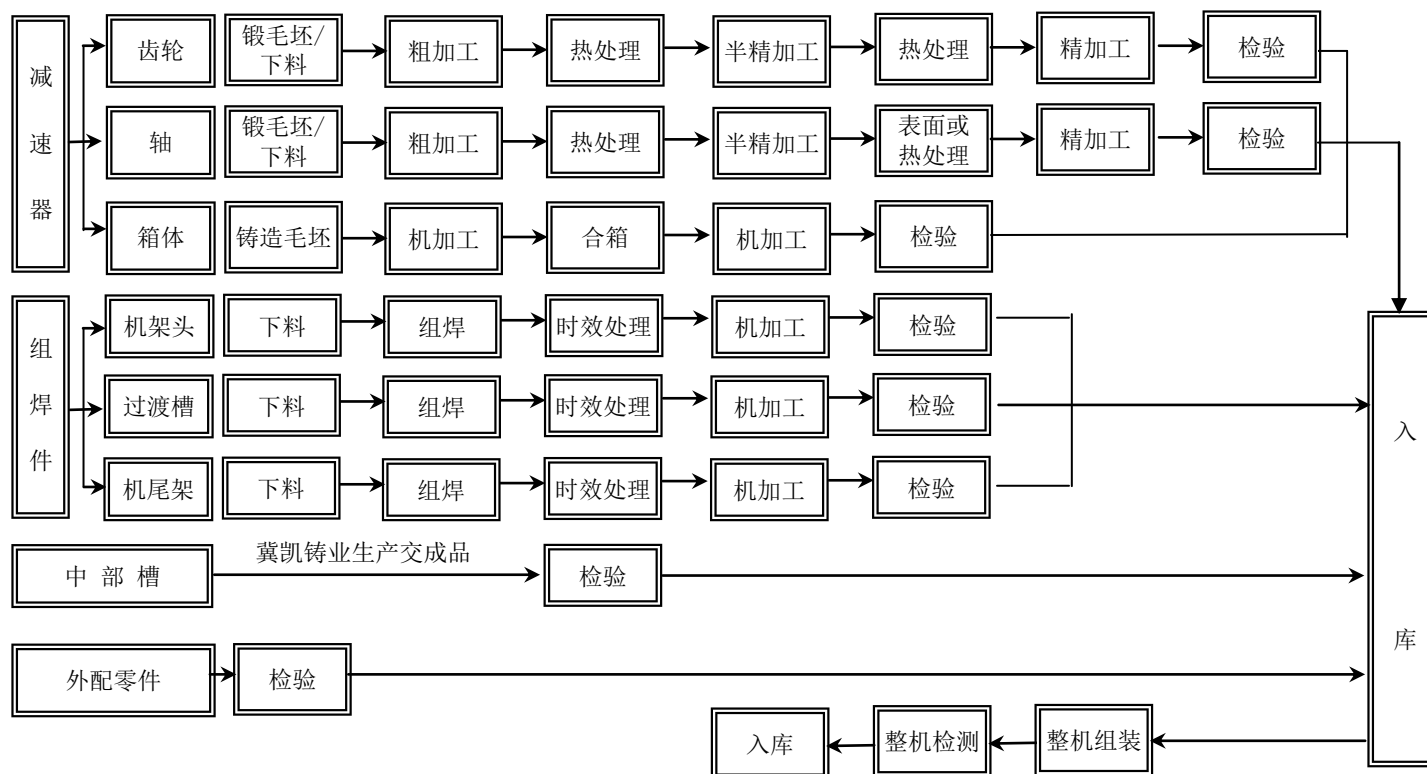 减
速
器
齿轮
锻毛坯/
下料
粗加工
热处理
半精加工
热处理
精加工
检验
轴
锻毛坯/
下料
粗加工
热处理
半精加工
表面或
热处理
精加工
检验
箱体
铸造毛坯
机加工
合箱
机加工
检验
组
焊
件
机架头
下料
组焊
时效处理
机加工
检验
过渡槽
下料
组焊
时效处理
机加工
检验
机尾架
下料
组焊
时效处理
机加工
检验
中 部 槽
冀凯铸业生产交成品
检验
外配零件
检验
入
库
整机组装
整机检测
入库